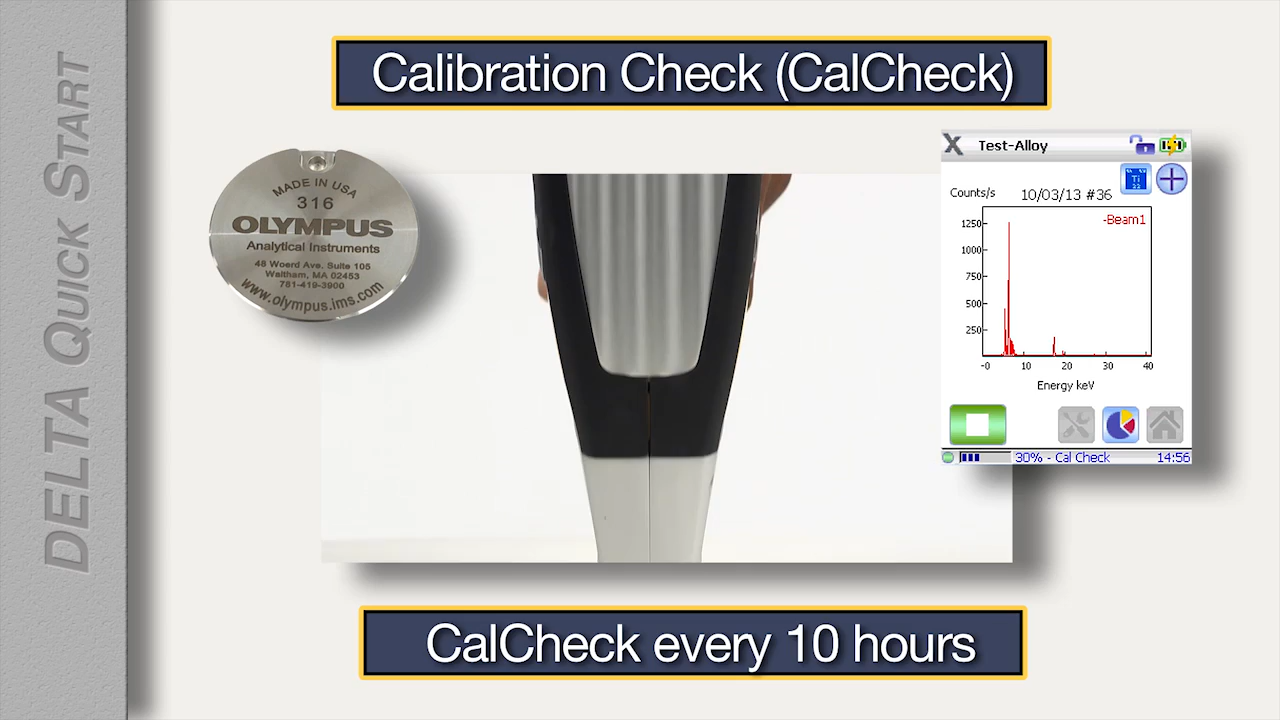 DELTA QUICK START
Calibration Check (CalCheck)
MADE IN USA
316
OLYMPUS
Analytical Instruments
48 Woerd Ave. Suite 105
Waltham, MA 02453
781-419-3900
www.olympus.ims.com
X Test-Alloy
Ti
22
Counts/s 10/03/13 #36
-Beam1
1250
1000
750
500
250
-0 10 20 30 40
Energy keV
30% - Cal Check 14:56
CalCheck every 10 hours